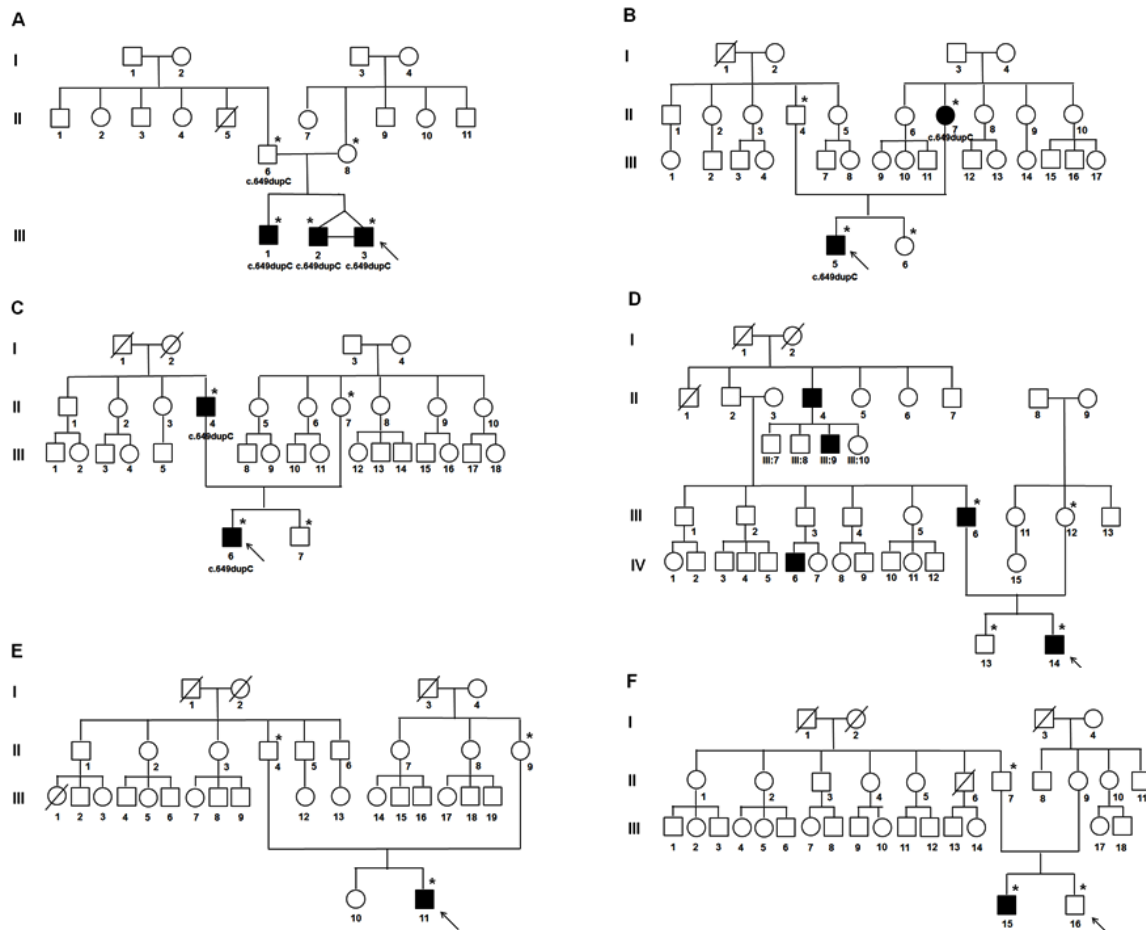 A
I
1 2 3 4
II
1 2 3 4 5 7 9 10 11
* *
6 8
c.649dupC
III
* * *
1 2 3
c.649dupC c.649dupC c.649dupC
B
I
1 2 3 4
II
* *
1 2 3 4 5 6 7 8 9 10
c.649dupC
III
1 2 3 4 7 8 9 10 11 12 13 14 15 16 17
* *
5 6
c.649dupC
C
I
1 2 3 4
II
* *
1 2 3 4 5 6 7 8 9 10
c.649dupC
III
1 2 3 4 5 8 9 10 11 12 13 14 15 16 17 18
* *
6 7
c.649dupC
D
I
1 2
II
1 2 3 4 5 6 7 8 9
III:7 III:8 III:9 III:10
III
* *
1 2 3 4 5 6 11 12 13
IV
1 2 3 4 5 6 7 8 9 10 11 12 15
* *
13 14
E
I
1 2 3 4
II
* *
1 2 3 4 5 6 7 8 9
III
1 2 3 4 5 6 7 8 9 12 13 14 15 16 17 18 19
*
10 11
F
I
1 2 3 4
II
*
1 2 3 4 5 6 7 8 9 10 11
III
1 2 3 4 5 6 7 8 9 10 11 12 13 14 17 18
* *
15 16